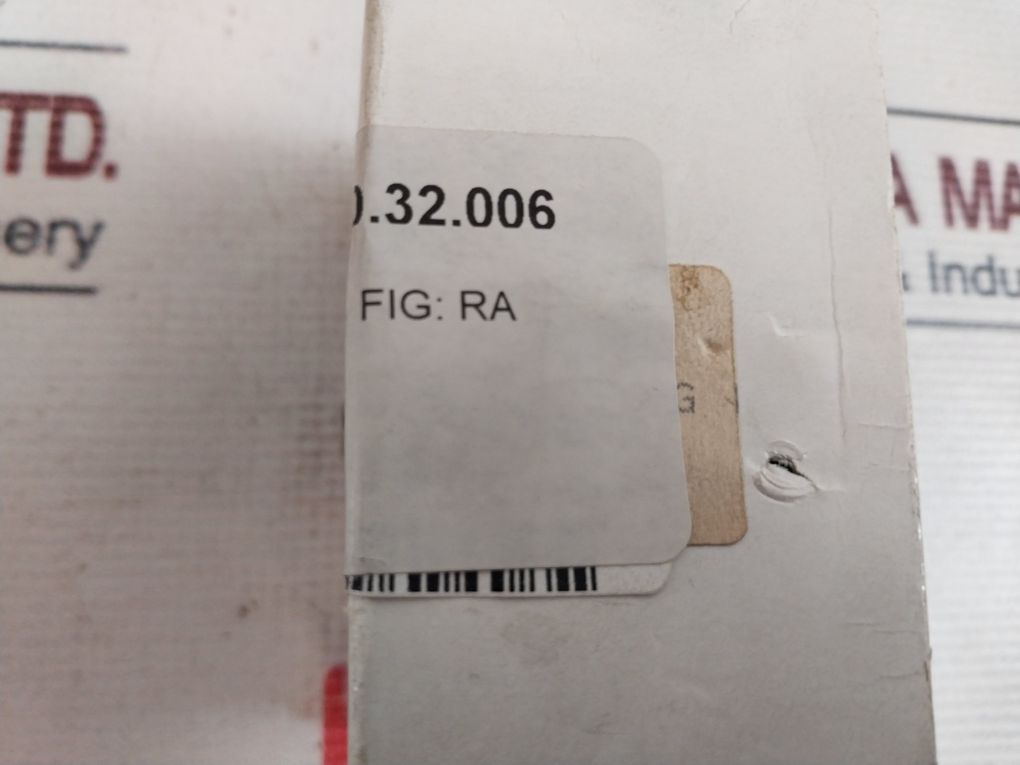 TD.
ery
).32.006
FIG: RA
A MA
& Indu